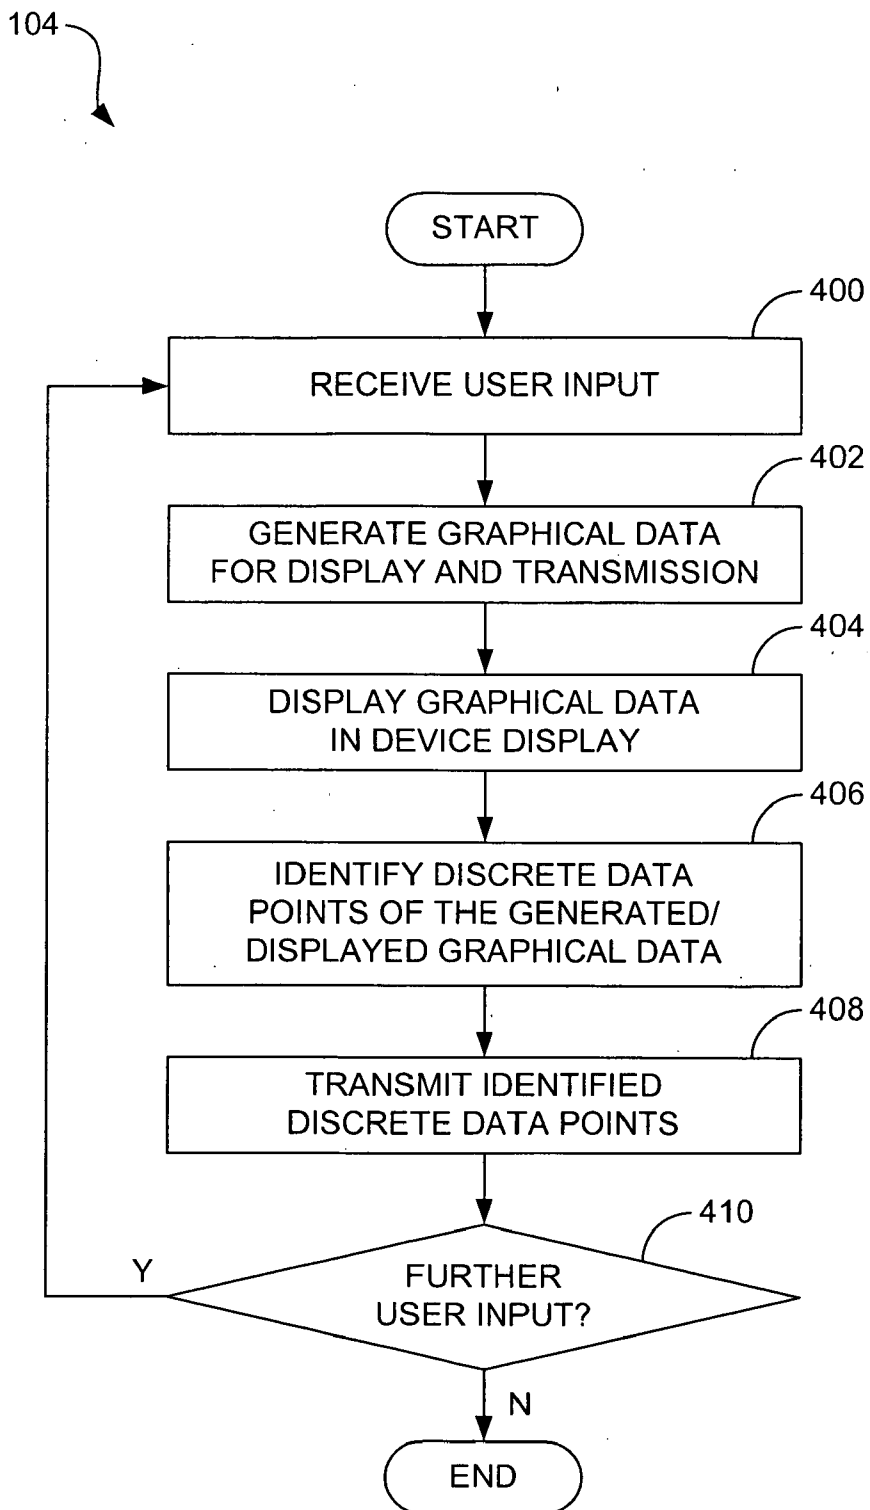 104
START
400
RECEIVE USER INPUT
402
GENERATE GRAPHICAL DATA
FOR DISPLAY AND TRANSMISSION
404
DISPLAY GRAPHICAL DATA
IN DEVICE DISPLAY
406
IDENTIFY DISCRETE DATA
POINTS OF THE GENERATED/
DISPLAYED GRAPHICAL DATA
408
TRANSMIT IDENTIFIED
DISCRETE DATA POINTS
410
Y
FURTHER
USER INPUT?
N
END